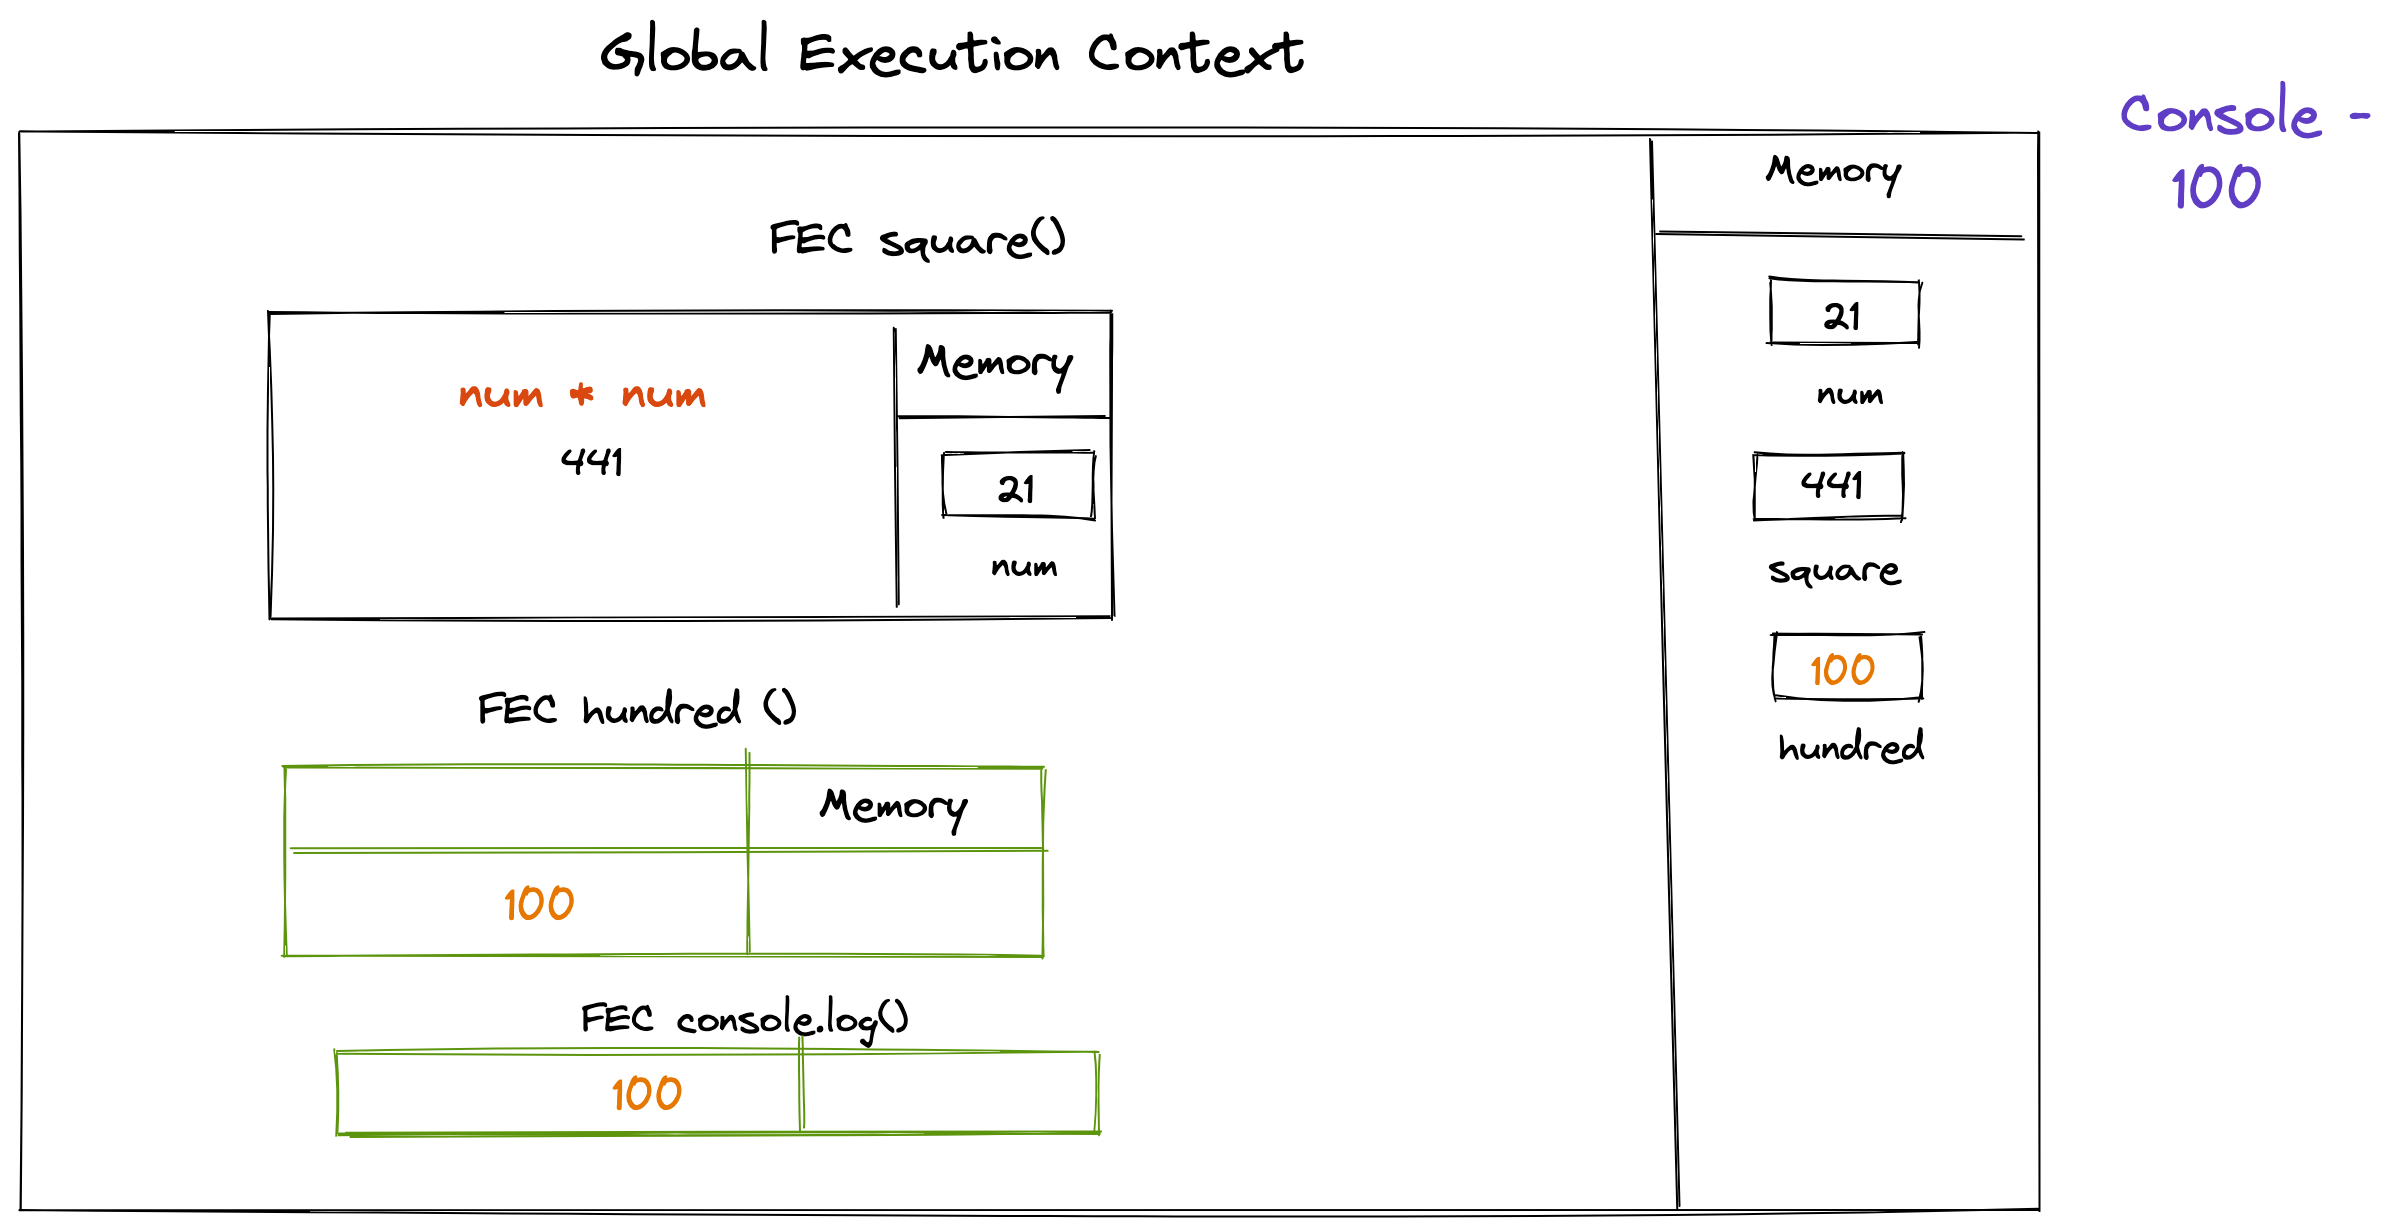 Global Execution Context
Console -
100
FEC square()
num * num
441
Memory
21
num
FEC hundred ()
Memory
100
FEC console.log()
100
Memory
21
num
441
square
100
hundred